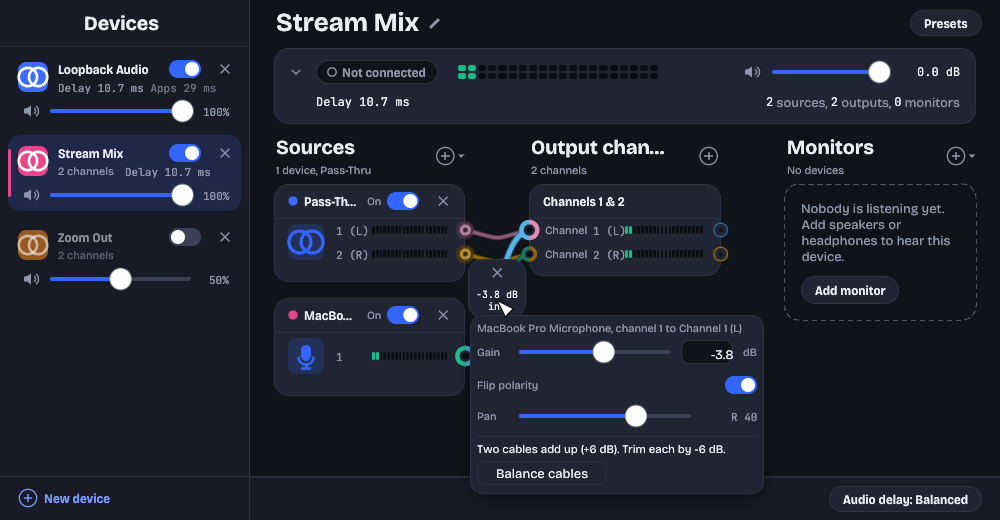 Devices
Loopback Audio
Delay 10.7 ms Apps 29 ms
100%
Stream Mix
2 channels Delay 10.7 ms
100%
Zoom Out
2 channels
50%
New device
Stream Mix
Presets
Not connected
0.0 dB
Delay 10.7 ms
2 sources, 2 outputs, 0 monitors
Sources
1 device, Pass-Thru
Pass-Th... On
1 (L)
2 (R)
MacBo... On
1
Output chan...
2 channels
Channels 1 & 2
Channel 1 (L)
Channel 2 (R)
Monitors
No devices
Nobody is listening yet.
Add speakers or
headphones to hear this
device.
Add monitor
-3.8 dB
MacBook Pro Microphone, channel 1 to Channel 1 (L)
Gain -3.8 dB
Flip polarity
Pan R 40
Two cables add up (+6 dB). Trim each by -6 dB.
Balance cables
Audio delay: Balanced